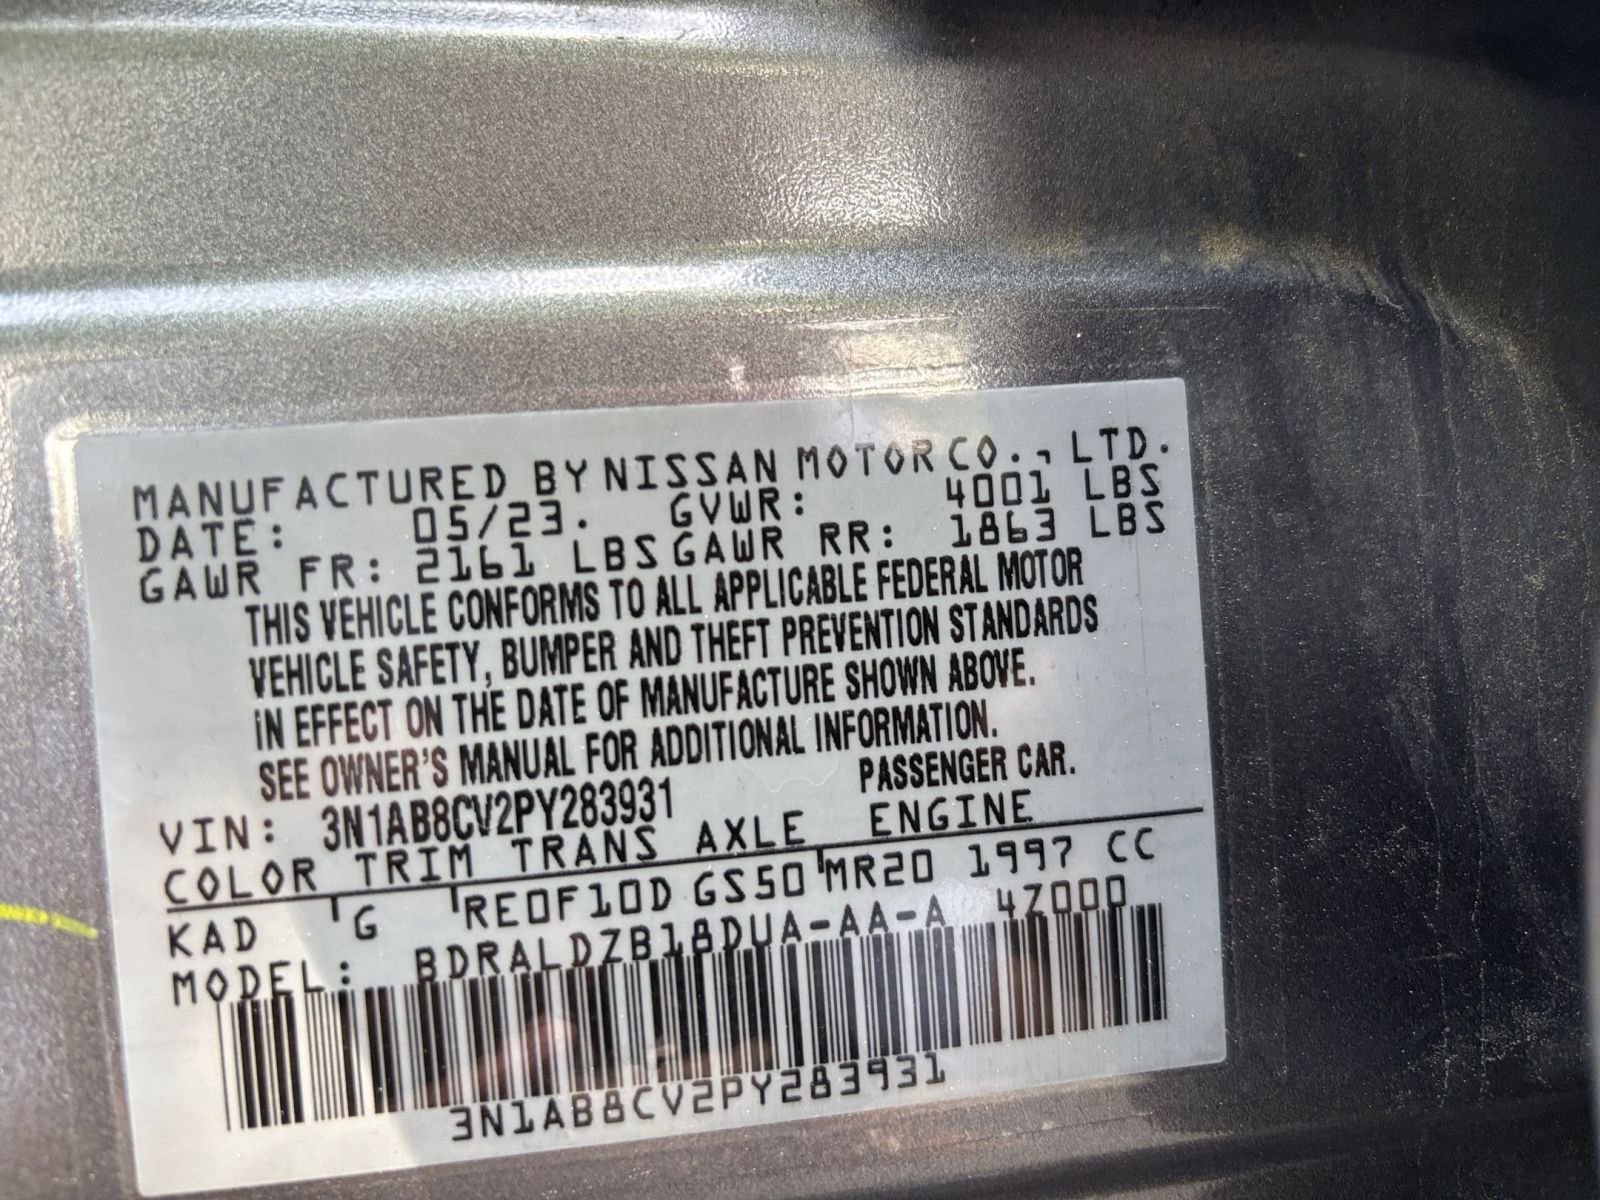 MANUFACTURED BY NISSAN MOTOR CO., LTD.
DATE: 05/23. GVWR: 4001 LBS
GAWR FR: 2161 LBS GAWR RR: 1863 LBS
THIS VEHICLE CONFORMS TO ALL APPLICABLE FEDERAL MOTOR
VEHICLE SAFETY, BUMPER AND THEFT PREVENTION STANDARDS
IN EFFECT ON THE DATE OF MANUFACTURE SHOWN ABOVE.
SEE OWNER'S MANUAL FOR ADDITIONAL INFORMATION.
VIN: 3N1AB8CV2PY283931 PASSENGER CAR.
COLOR TRIM TRANS AXLE ENGINE
KAD G RE0F10D GS50 MR20 1997 CC
MODEL: BDRALDZB18DUA-AA-A 4Z000
3N1AB8CV2PY283931